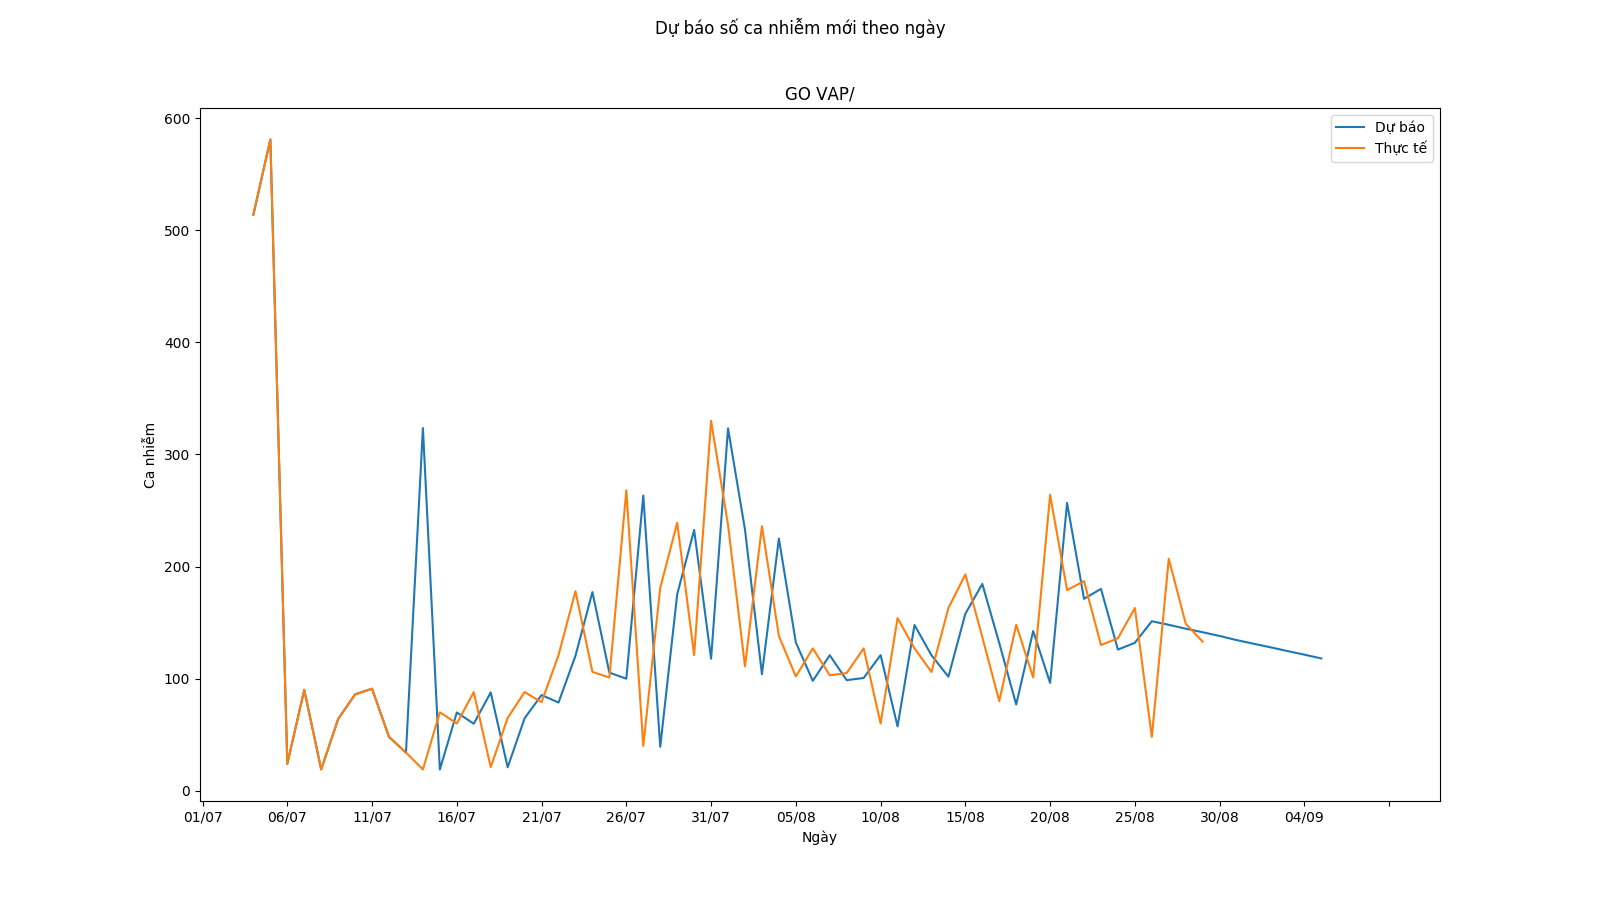 Dự báo số ca nhiễm mới theo ngày
GO VAP/
Dự báo
Thực tế
Ca nhiễm
600
500
400
300
200
100
0
01/07 06/07 11/07 16/07 21/07 26/07 31/07 05/08 10/08 15/08 20/08 25/08 30/08 04/09
Ngày